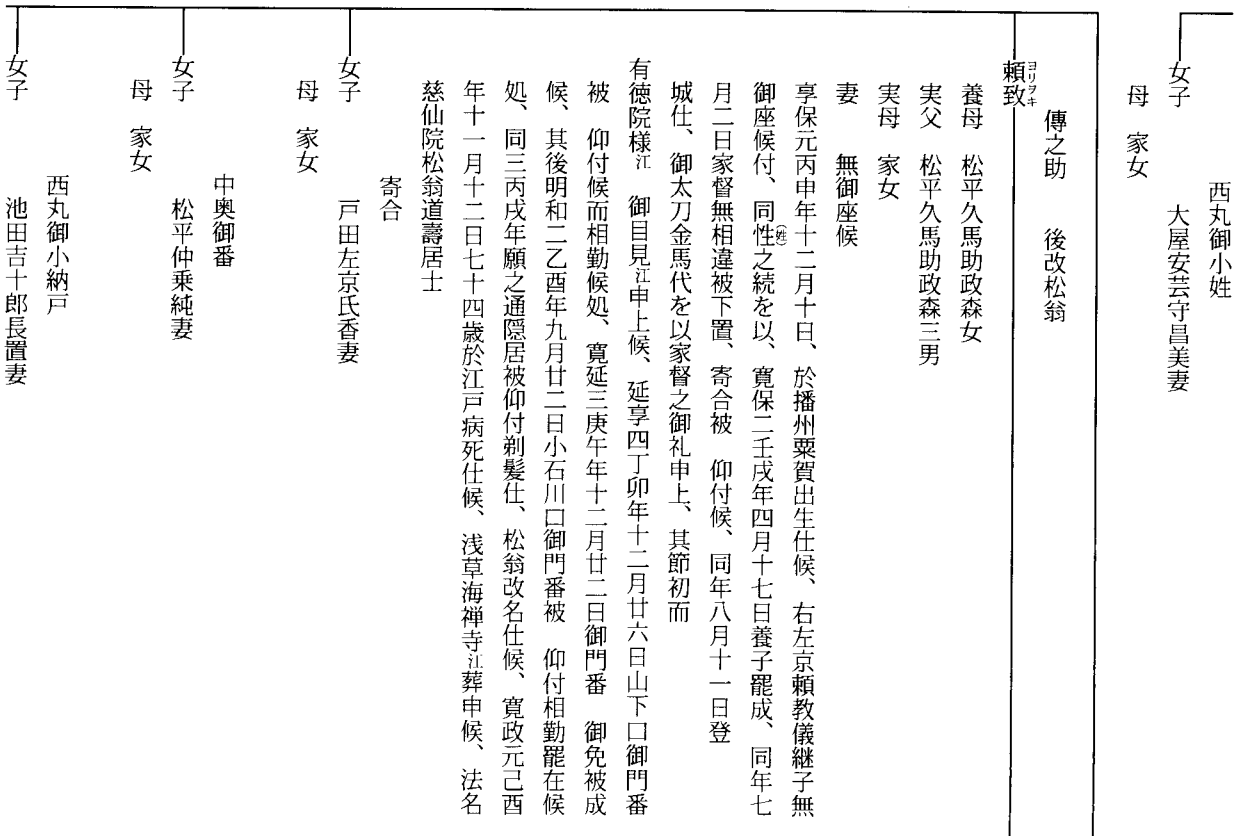 西丸御小姓
女子　大屋安芸守昌美妻
母　家女
傳之助　後改松翁
頼致
ヨリヲキ
養母　松平久馬助政森女
実父　松平久馬助政森三男
実母　家女
妻　無御座候
享保元丙申年十二月十日、於播州粟賀出生仕候、右左京頼教儀継子無
御座候付、同性（姓）之続を以、寛保二壬戌年四月十七日養子罷成、同年七
月二日家督無相違被下置、寄合被　仰付候、同年八月十一日登
城仕、御太刀金馬代を以家督之御礼申上、其節初而
有徳院様江　御目見江申上候、延享四丁卯年十二月廿六日山下口御門番
被　仰付候而相勤候処、寛延三庚午年十二月廿二日御門番　御免被成
候、其後明和二乙酉年九月廿二日小石川口御門番被　仰付相勤罷在候
処、同三丙戌年願之通隠居被仰付剃髪仕、松翁改名仕候、寛政元己酉
年十一月十二日七十四歳於江戸病死仕候、浅草海禅寺江葬申候、法名
慈仙院松翁道壽居士
寄合
女子　戸田左京氏香妻
母　家女
中奥御番
女子　松平仲乗純妻
母　家女
西丸御小納戸
女子　池田吉十郎長置妻